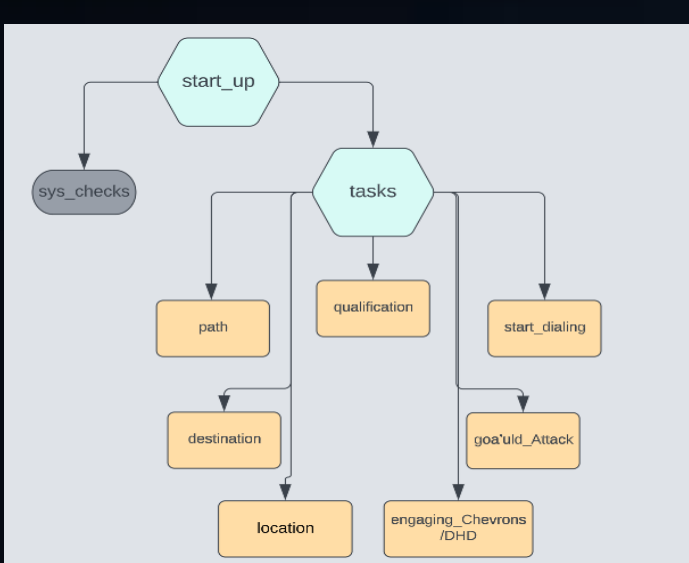 start_up
sys_checks
tasks
qualification
path
start_dialing
destination
goa'uld_Attack
location
engaging_Chevrons
/DHD